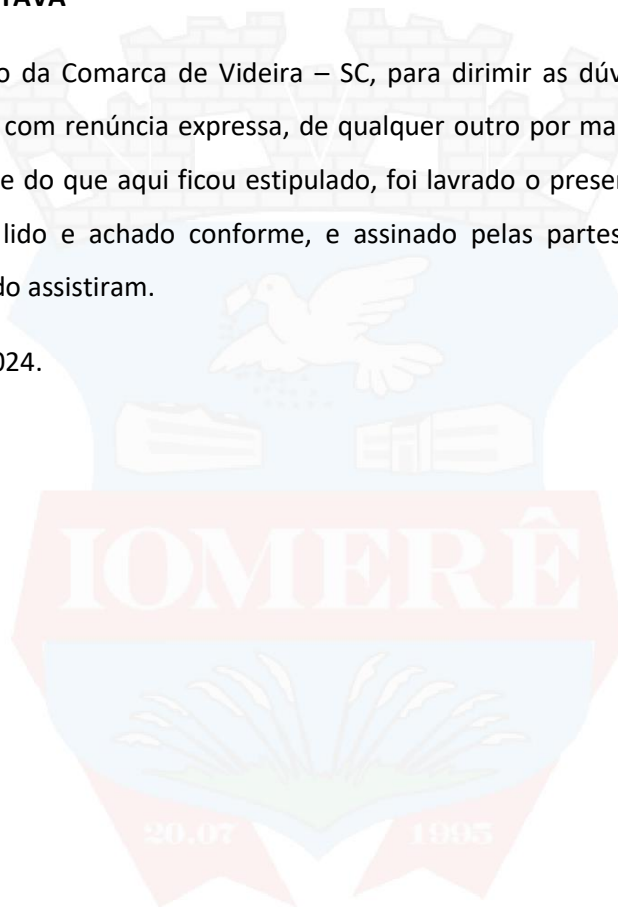 o da Comarca de Videira – SC, para dirimir as dúv
com renúncia expressa, de qualquer outro por ma
e do que aqui ficou estipulado, foi lavrado o prese
lido e achado conforme, e assinado pelas partes
do assistiram.
024.
IOMERÊ
20.07 1995